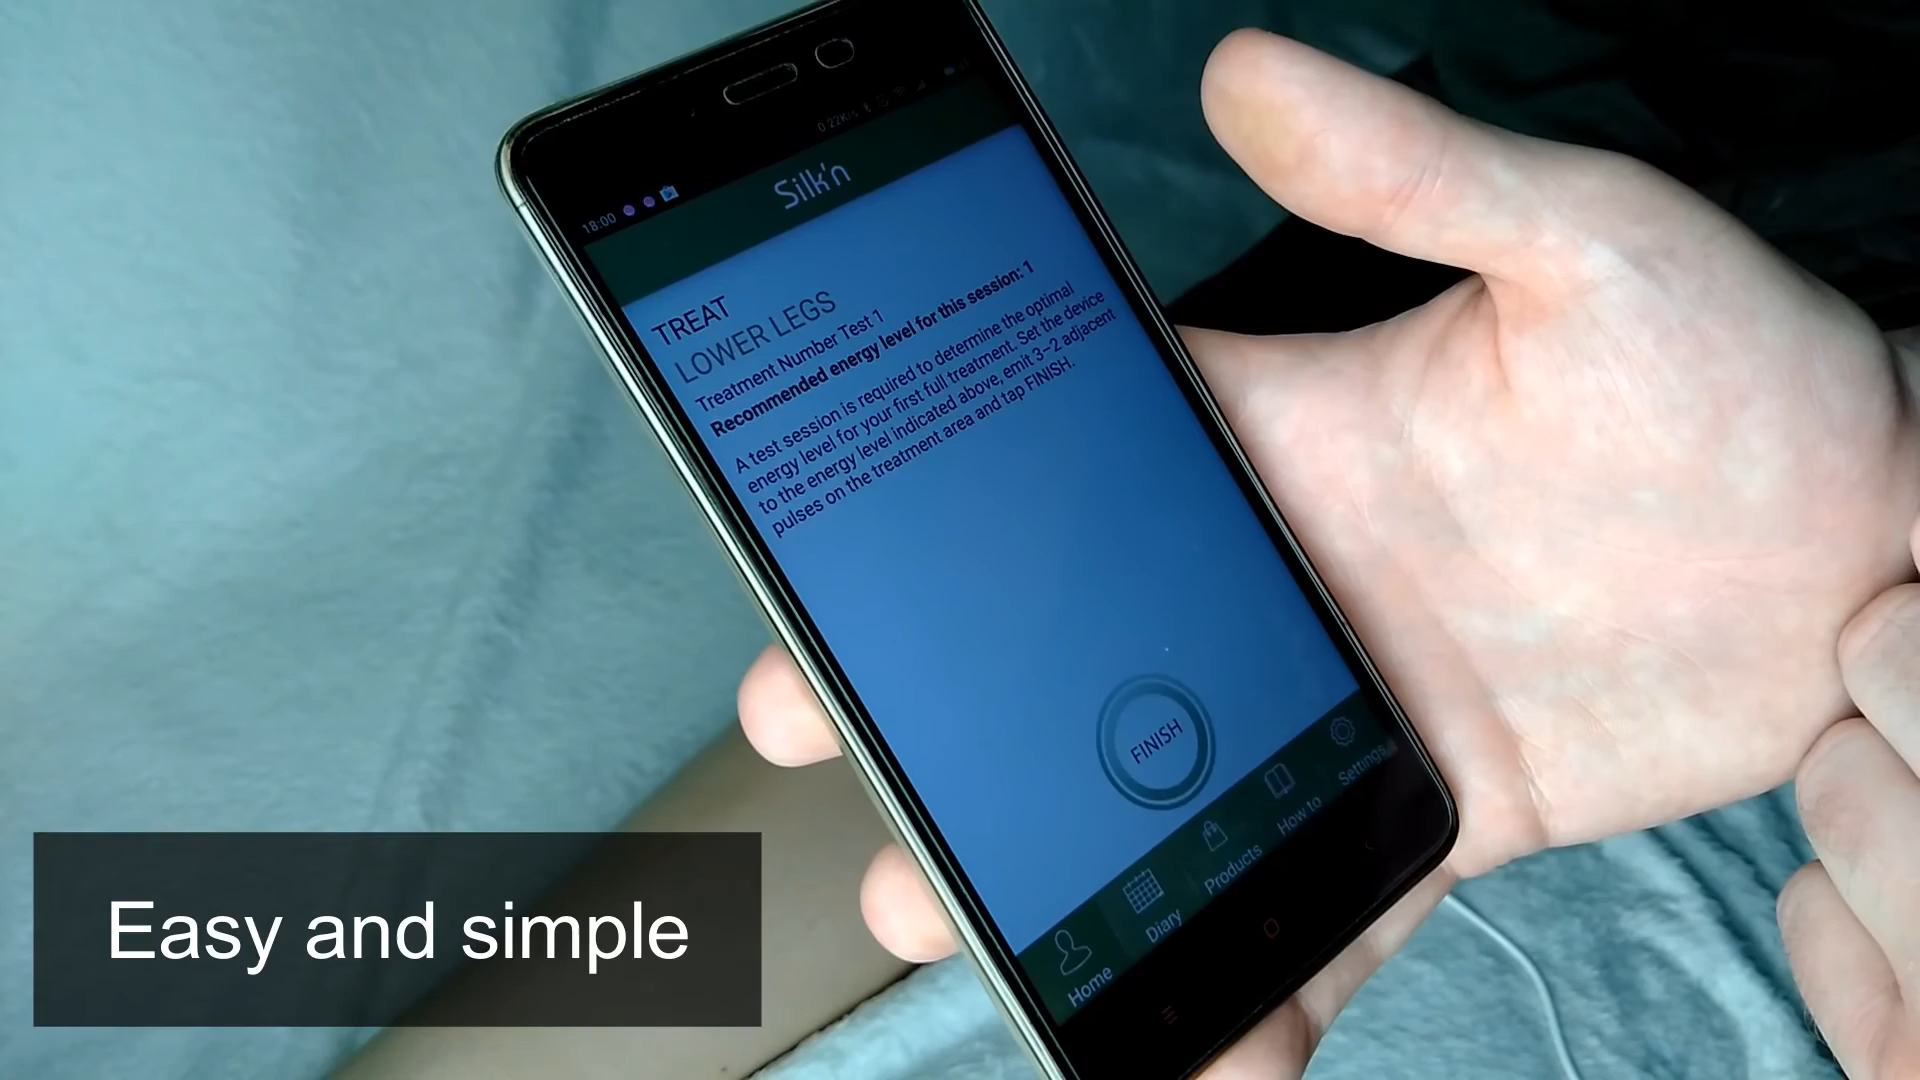 18:00
0.22K/s
Silk'n
TREAT
LOWER LEGS
Treatment Number Test 1
Recommended energy level for this session: 1
A test session is required to determine the optimal
energy level for your first full treatment. Set the device
to the energy level indicated above, emit 3-2 adjacent
pulses on the treatment area and tap FINISH.
FINISH
Home
Diary
Products
How to
Settings
Easy and simple